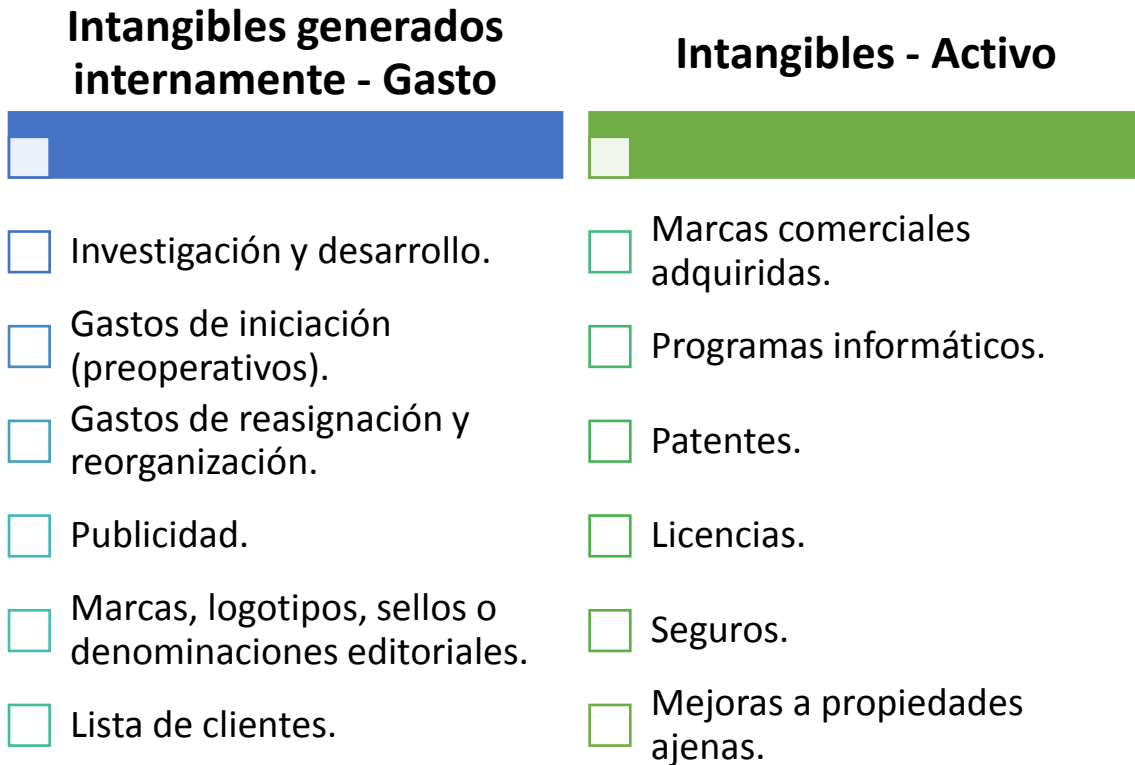 Intangibles generados
internamente - Gasto
Investigación y desarrollo.
Gastos de iniciación
(preoperativos).
Gastos de reasignación y
reorganización.
Publicidad.
Marcas, logotipos, sellos o
denominaciones editoriales.
Lista de clientes.
Intangibles - Activo
Marcas comerciales
adquiridas.
Programas informáticos.
Patentes.
Licencias.
Seguros.
Mejoras a propiedades
ajenas.